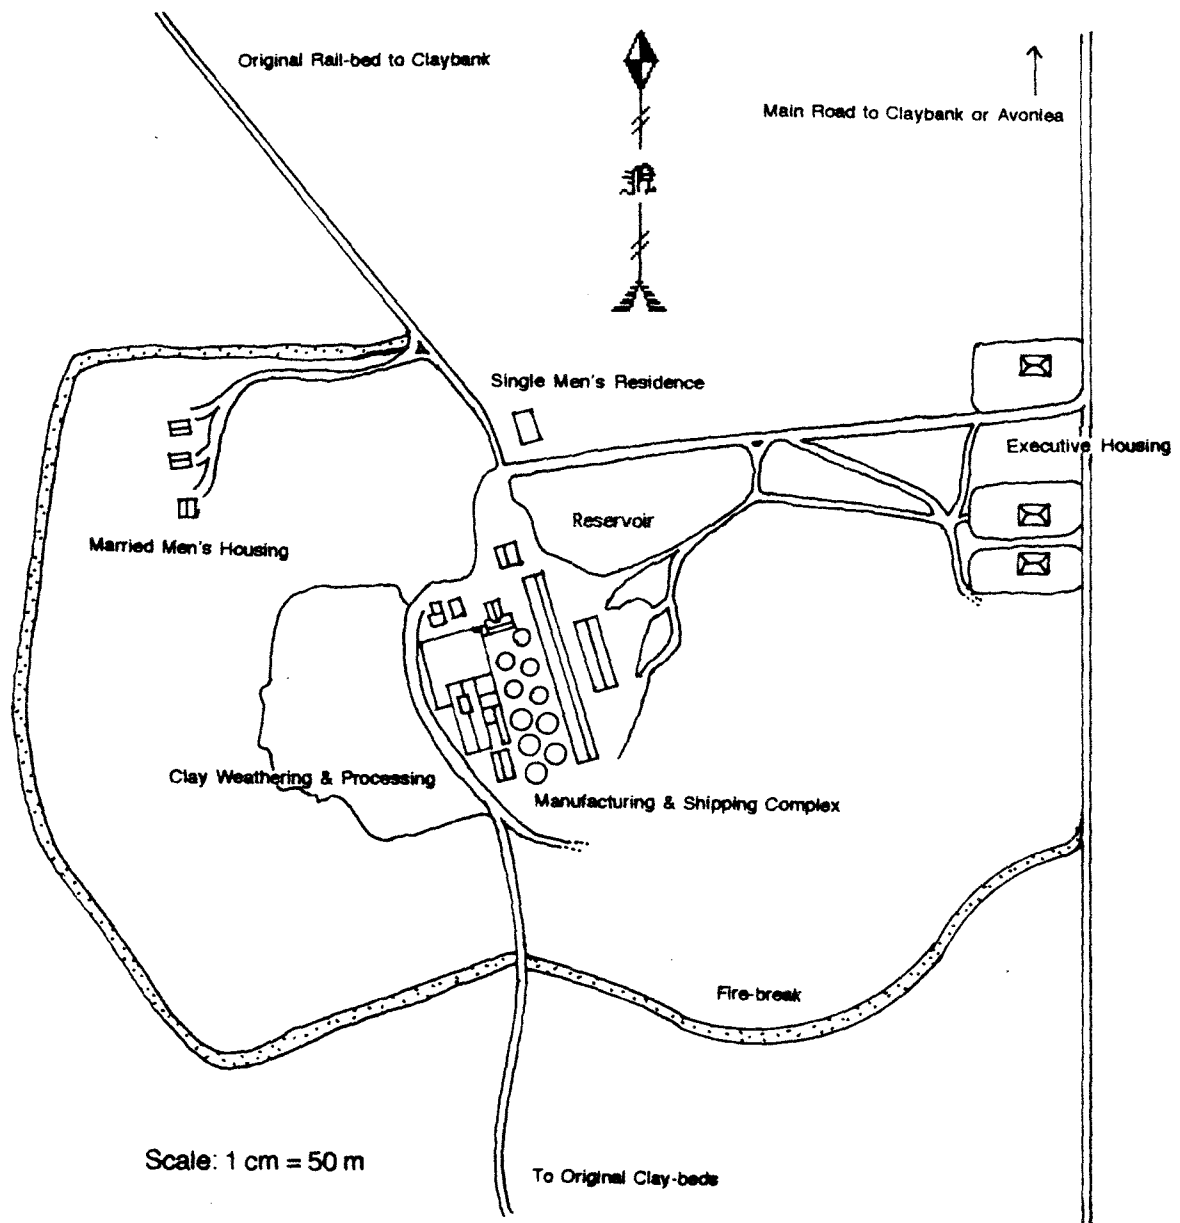 Original Rail-bed to Claybank
Main Road to Claybank or Avonlea
Single Men's Residence
Executive Housing
Reservoir
Married Men's Housing
Clay Weathering & Processing
Manufacturing & Shipping Complex
Fire-break
Scale: 1 cm = 50 m
To Original Clay-beds